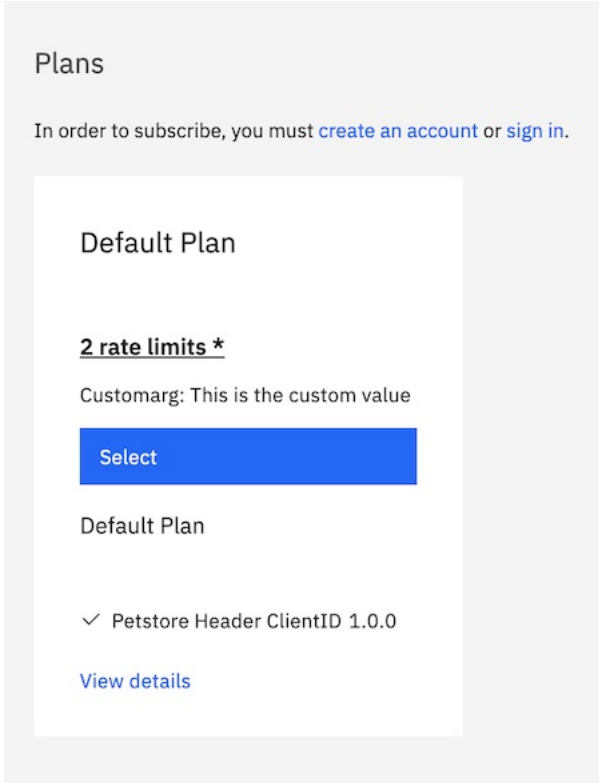 Plans
In order to subscribe, you must create an account or sign in.
Default Plan
2 rate limits *
Customarg: This is the custom value
Select
Default Plan
Petstore Header ClientID 1.0.0
View details